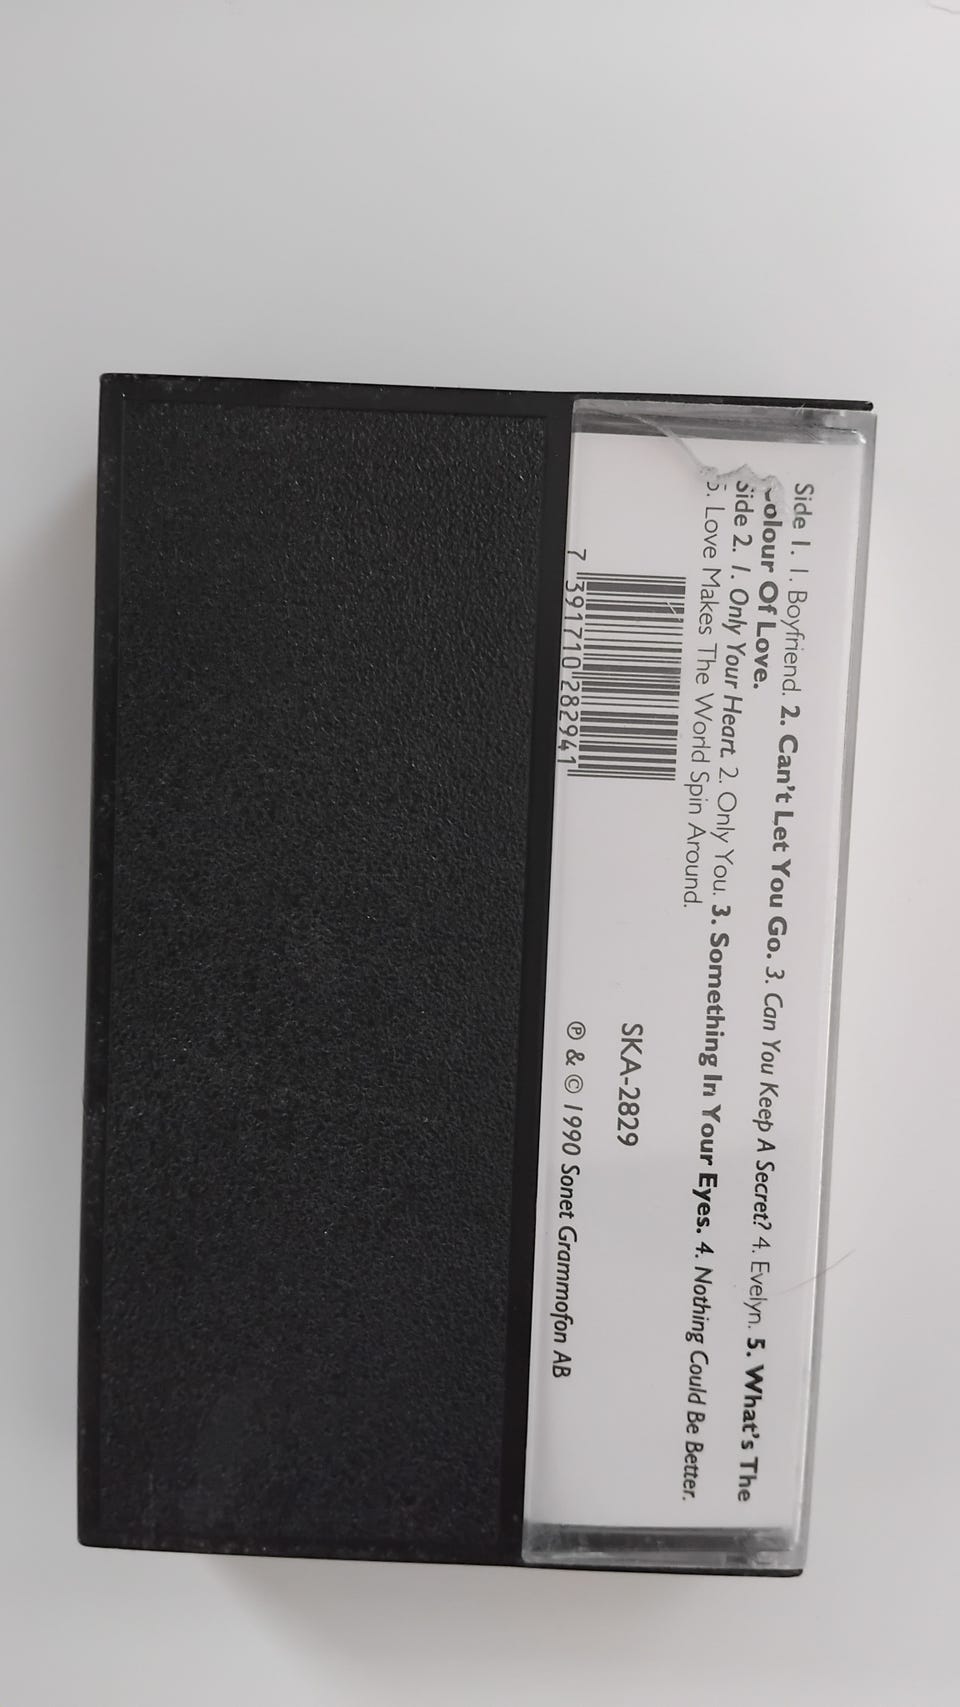 Side 1. 1. Boyfriend. 2. Can't Let You Go. 3. Can You Keep A Secret? 4. Evelyn. 5. What's The
Colour Of Love.
Side 2. 1. Only Your Heart. 2. Only You. 3. Something In Your Eyes. 4. Nothing Could Be Better.
5. Love Makes The World Spin Around.
7 391710 282941
SKA-2829
℗ & © 1990 Sonet Grammofon AB